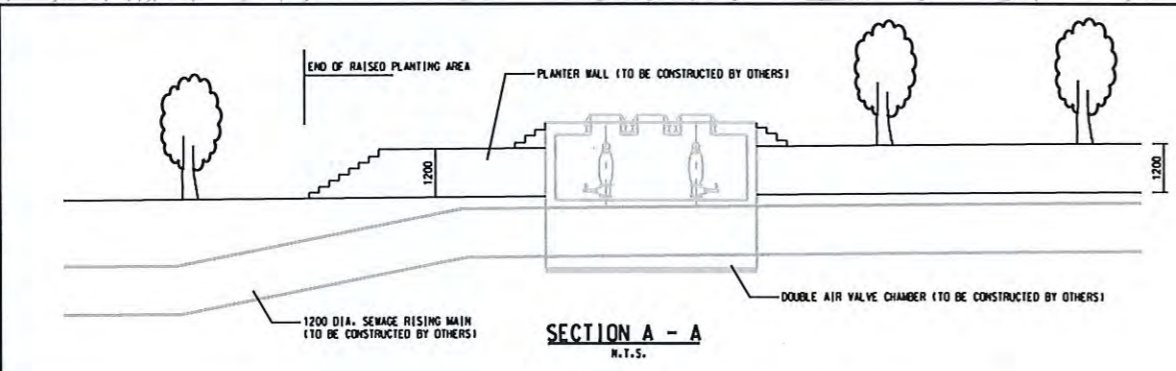 END OF RAISED PLANTING AREA
PLANTER WALL (TO BE CONSTRUCTED BY OTHERS)
1200
1200
DOUBLE AIR VALVE CHAMBER (TO BE CONSTRUCTED BY OTHERS)
1200 DIA. SEWAGE RISING MAIN
(TO BE CONSTRUCTED BY OTHERS)
SECTION A - A
N.T.S.